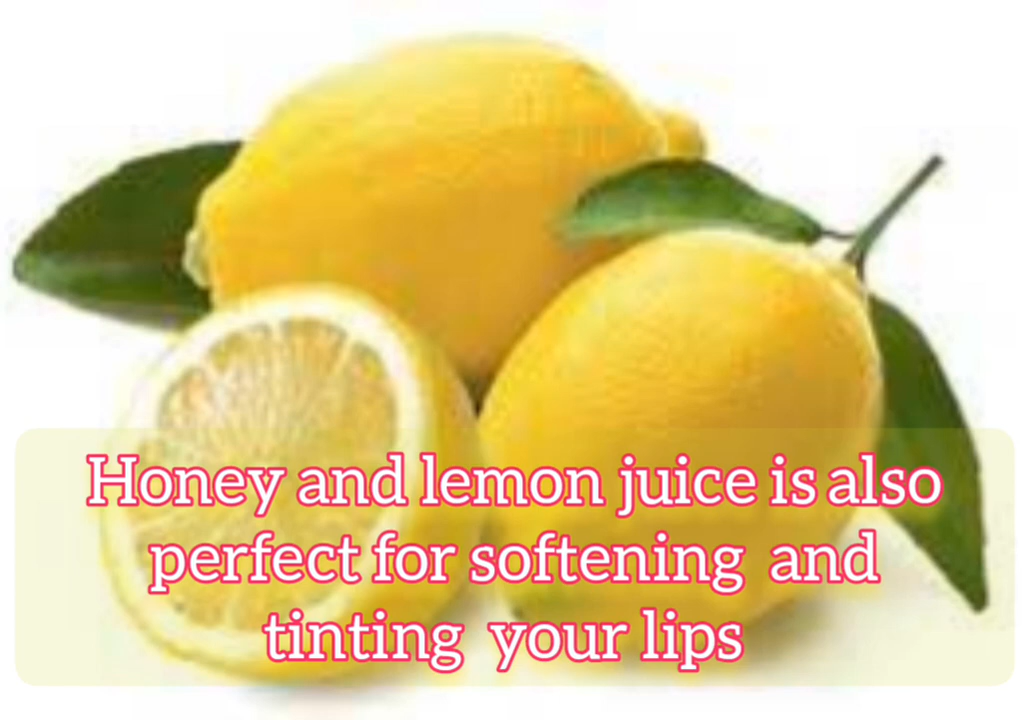 Honey and lemon juice is also
perfect for softening and
tinting your lips